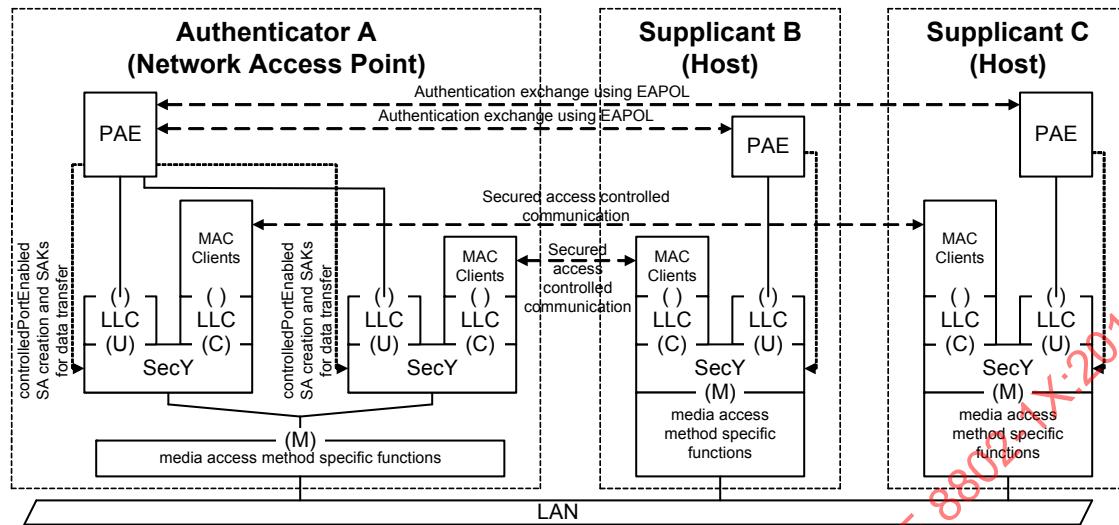 Authenticator A
(Network Access Point)
Supplicant B
(Host)
Supplicant C
(Host)
Authentication exchange using EAPOL
Authentication exchange using EAPOL
PAE
PAE
PAE
Secured access controlled
communication
Secured
access
controlled
communication
controlledPortEnabled
SA creation and SAKs
for data transfer
controlledPortEnabled
SA creation and SAKs
for data transfer
MAC
Clients
MAC
Clients
MAC
Clients
MAC
Clients
( )
LLC
(U)
( )
LLC
(C)
SecY
( )
LLC
(U)
( )
LLC
(C)
SecY
( )
LLC
(C)
( )
LLC
(U)
SecY
( )
LLC
(C)
( )
LLC
(U)
SecY
(M)
media access method specific functions
(M)
media access
method specific
functions
(M)
media access
method specific
functions
LAN
8802-1X:201